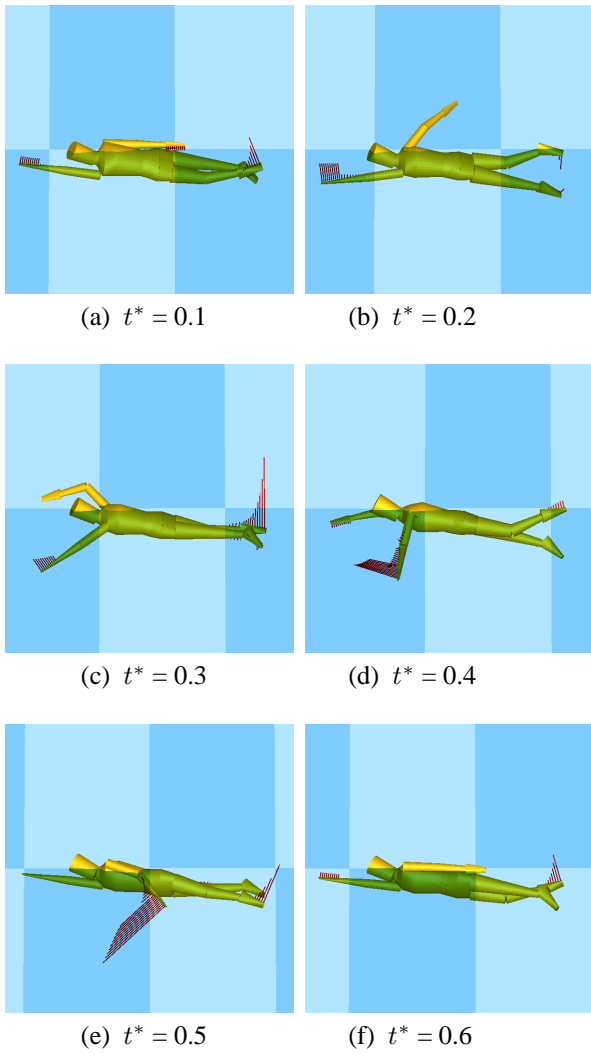 (a) t* = 0.1
(b) t* = 0.2
(c) t* = 0.3
(d) t* = 0.4
(e) t* = 0.5
(f) t* = 0.6